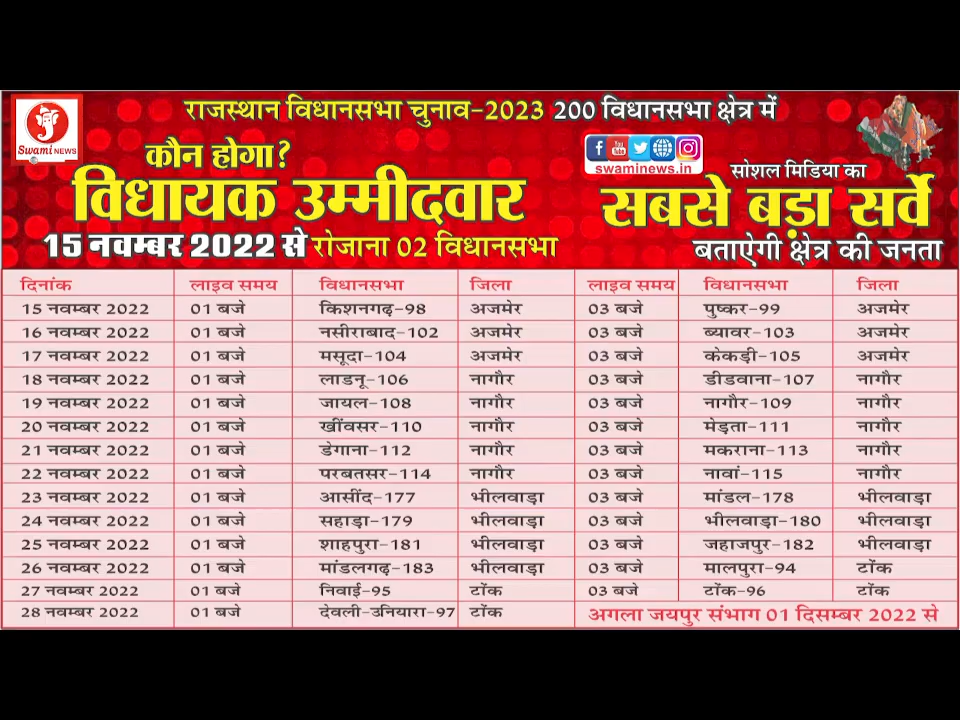 राजस्थान विधानसभा चुनाव-2023 200 विधानसभा क्षेत्र में
Swami NEWS
कौन होगा?
विधायक उम्मीदवार
15 नवम्बर 2022 से रोजाना 02 विधानसभा
You Tube
swaminews.in
सोशल मिडिया का
सबसे बड़ा सर्वे
बताऐगी क्षेत्र की जनता
दिनांक लाइव समय विधानसभा जिला लाइव समय विधानसभा जिला
15 नवम्बर 2022 01 बजे किशनगढ़-98 अजमेर 03 बजे पुष्कर-99 अजमेर
16 नवम्बर 2022 01 बजे नसीराबाद-102 अजमेर 03 बजे ब्यावर-103 अजमेर
17 नवम्बर 2022 01 बजे मसूदा-104 अजमेर 03 बजे केकड़ी-105 अजमेर
18 नवम्बर 2022 01 बजे लाडनू-106 नागौर 03 बजे डीडवाना-107 नागौर
19 नवम्बर 2022 01 बजे जायल-108 नागौर 03 बजे नागौर-109 नागौर
20 नवम्बर 2022 01 बजे खींवसर-110 नागौर 03 बजे मेड़ता-111 नागौर
21 नवम्बर 2022 01 बजे डेगाना-112 नागौर 03 बजे मकराना-113 नागौर
22 नवम्बर 2022 01 बजे परबतसर-114 नागौर 03 बजे नावां-115 नागौर
23 नवम्बर 2022 01 बजे आसींद-177 भीलवाड़ा 03 बजे मांडल-178 भीलवाड़ा
24 नवम्बर 2022 01 बजे सहाड़ा-179 भीलवाड़ा 03 बजे भीलवाड़ा-180 भीलवाड़ा
25 नवम्बर 2022 01 बजे शाहपुरा-181 भीलवाड़ा 03 बजे जहाजपुर-182 भीलवाड़ा
26 नवम्बर 2022 01 बजे मांडलगढ़-183 भीलवाड़ा 03 बजे मालपुरा-94 टोंक
27 नवम्बर 2022 01 बजे निवाई-95 टोंक 03 बजे टोंक-96 टोंक
28 नवम्बर 2022 01 बजे देवली-उनियारा-97 टोंक अगला जयपुर संभाग 01 दिसम्बर 2022 से